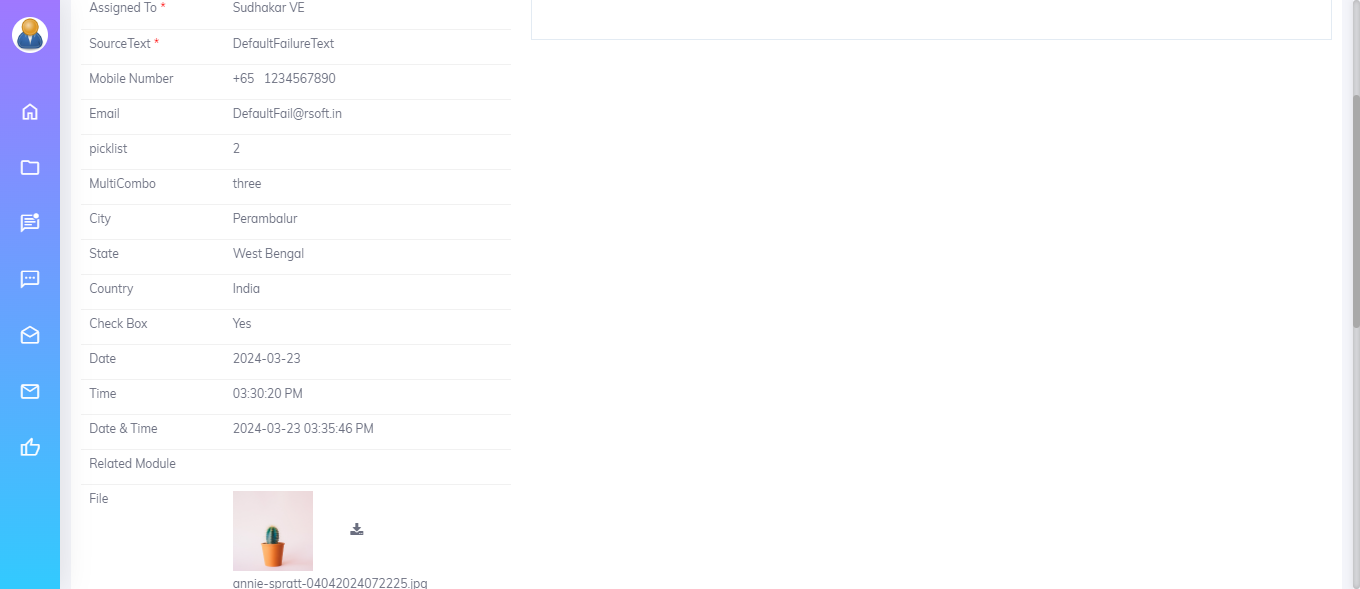 Assigned To * Sudhakar VE
SourceText * DefaultFailureText
Mobile Number +65 1234567890
Email DefaultFail@rsoft.in
picklist 2
MultiCombo three
City Perambalur
State West Bengal
Country India
Check Box Yes
Date 2024-03-23
Time 03:30:20 PM
Date & Time 2024-03-23 03:35:46 PM
Related Module
File
annie-spratt-04042024072225.jpg